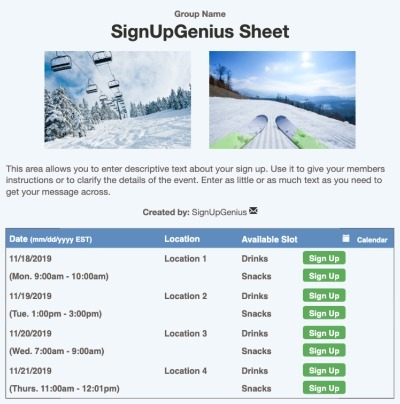 Group Name
SignUpGenius Sheet
This area allows you to enter descriptive text about your sign up. Use it to give your members
instructions or to clarify the details of the event. Enter as little or as much text as you need to
get your message across.
Created by: SignUpGenius
Date (mm/dd/yyyy EST) Location Available Slot Calendar
11/18/2019 Location 1 Drinks Sign Up
(Mon. 9:00am - 10:00am) Snacks Sign Up
11/19/2019 Location 2 Drinks Sign Up
(Tue. 1:00pm - 3:00pm) Snacks Sign Up
11/20/2019 Location 3 Drinks Sign Up
(Wed. 7:00am - 9:00am) Snacks Sign Up
11/21/2019 Location 4 Drinks Sign Up
(Thurs. 11:00am - 12:01pm) Snacks Sign Up